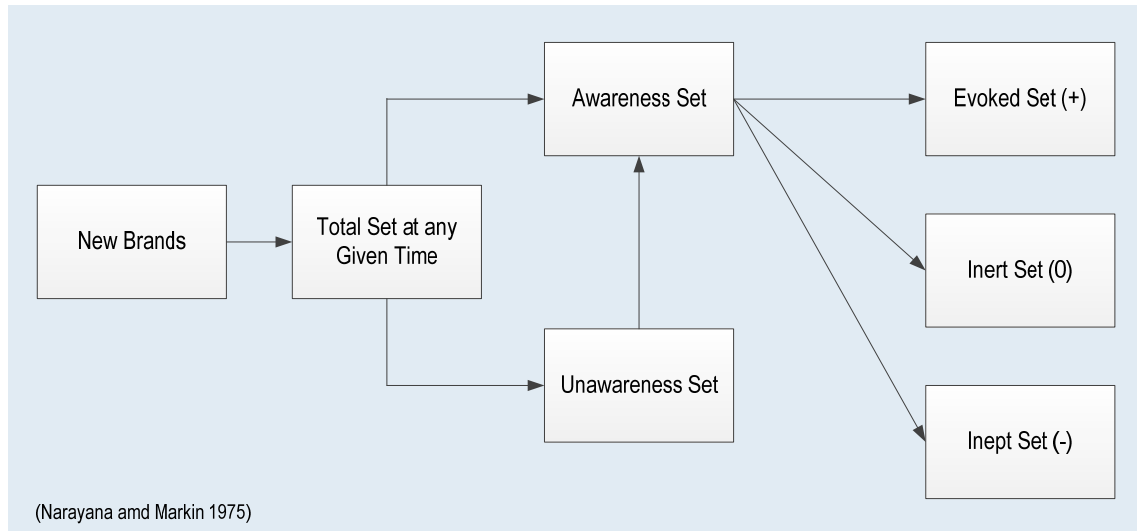 New Brands
Total Set at any
Given Time
Awareness Set
Unawareness Set
Evoked Set (+)
Inert Set (0)
Inept Set (-)
(Narayana amd Markin 1975)